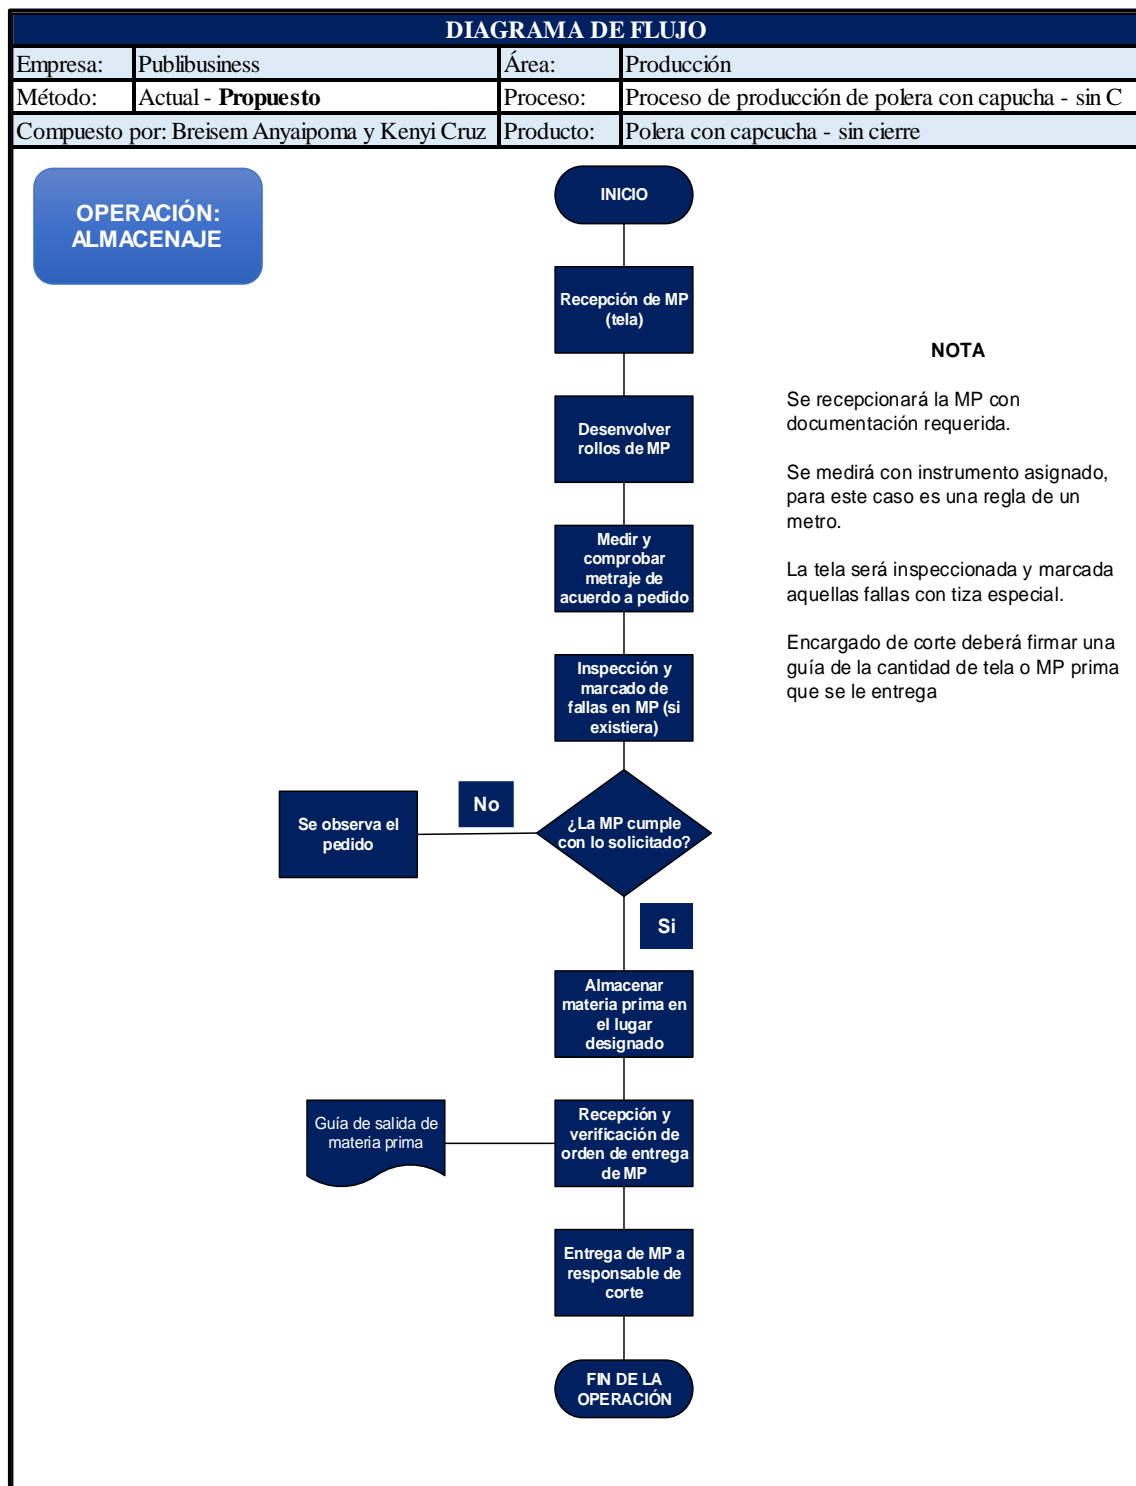 DIAGRAMA DE FLUJO
Empresa: Publibusiness Área: Producción
Método: Actual - Propuesto Proceso: Proceso de producción de polera con capucha - sin C
Compuesto por: Breisem Anyaipoma y Kenyi Cruz Producto: Polera con capcucha - sin cierre
OPERACIÓN:
ALMACENAJE
INICIO
Recepción de MP
(tela)
Desenvolver
rollos de MP
Medir y
comprobar
metraje de
acuerdo a pedido
Inspección y
marcado de
fallas en MP (si
existiera)
¿La MP cumple
con lo solicitado?
No
Se observa el
pedido
Si
Almacenar
materia prima en
el lugar
designado
Recepción y
verificación de
orden de entrega
de MP
Guía de salida de
materia prima
Entrega de MP a
responsable de
corte
FIN DE LA
OPERACIÓN
NOTA
Se recepcionará la MP con
documentación requerida.
Se medirá con instrumento asignado,
para este caso es una regla de un
metro.
La tela será inspeccionada y marcada
aquellas fallas con tiza especial.
Encargado de corte deberá firmar una
guía de la cantidad de tela o MP prima
que se le entrega